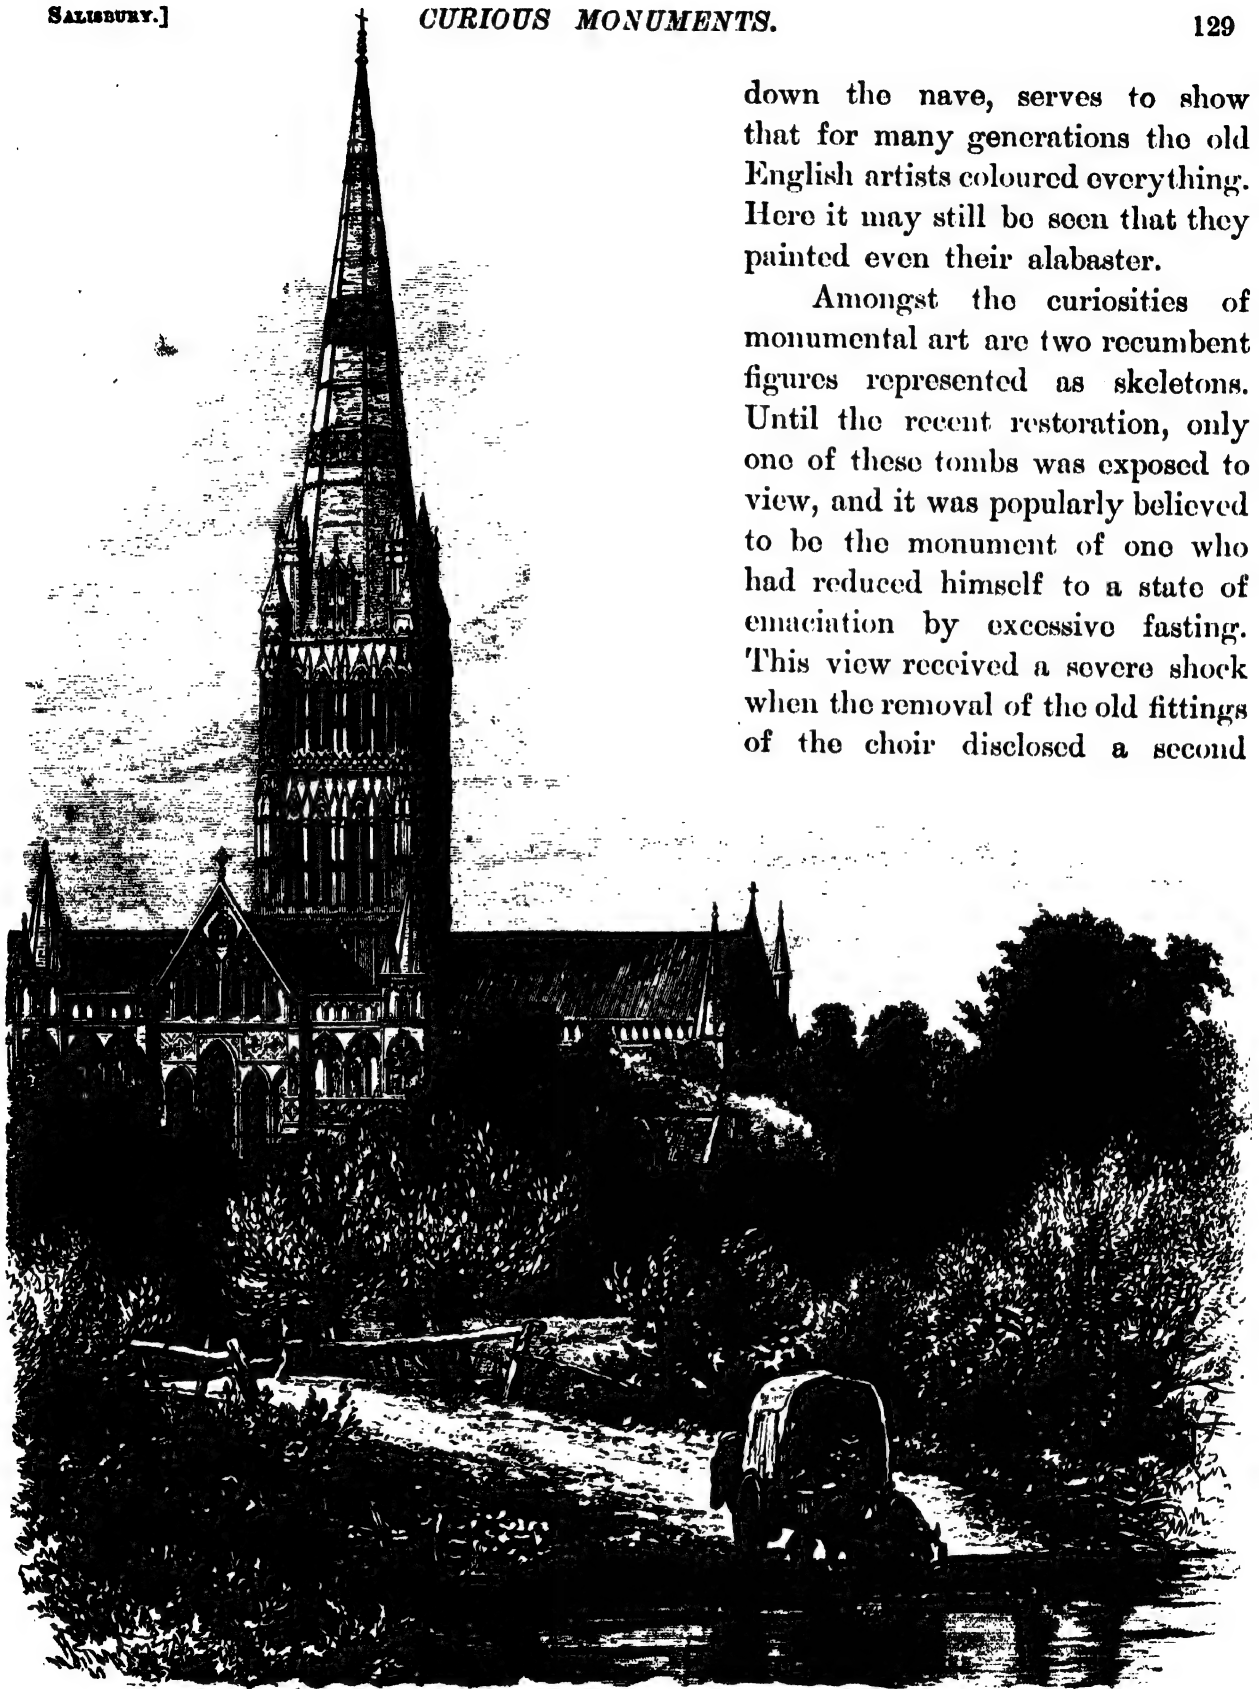 SALISBURY.] CURIOUS MONUMENTS. 129
down the nave, serves to show
that for many generations the old
English artists coloured everything.
Here it may still be seen that they
painted even their alabaster.
Amongst the curiosities of
monumental art are two recumbent
figures represented as skeletons.
Until the recent restoration, only
one of these tombs was exposed to
view, and it was popularly believed
to be the monument of one who
had reduced himself to a state of
emaciation by excessive fasting.
This view received a severe shock
when the removal of the old fittings
of the choir disclosed a second